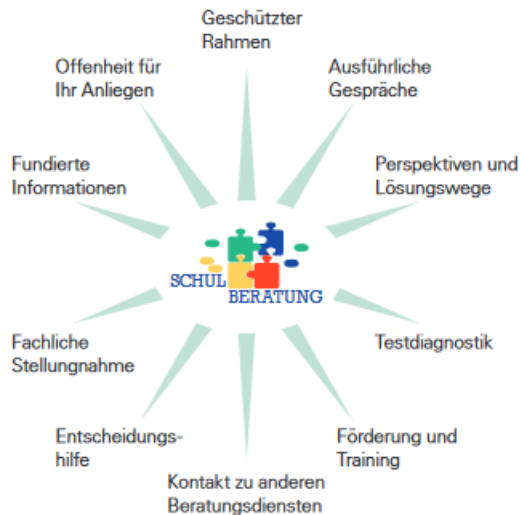 Geschützter
Rahmen
Offenheit für
Ihr Anliegen
Ausführliche
Gespräche
Fundierte
Informationen
Perspektiven und
Lösungswege
SCHUL
BERATUNG
Fachliche
Stellungnahme
Testdiagnostik
Entscheidungs-
hilfe
Förderung und
Training
Kontakt zu anderen
Beratungsdiensten